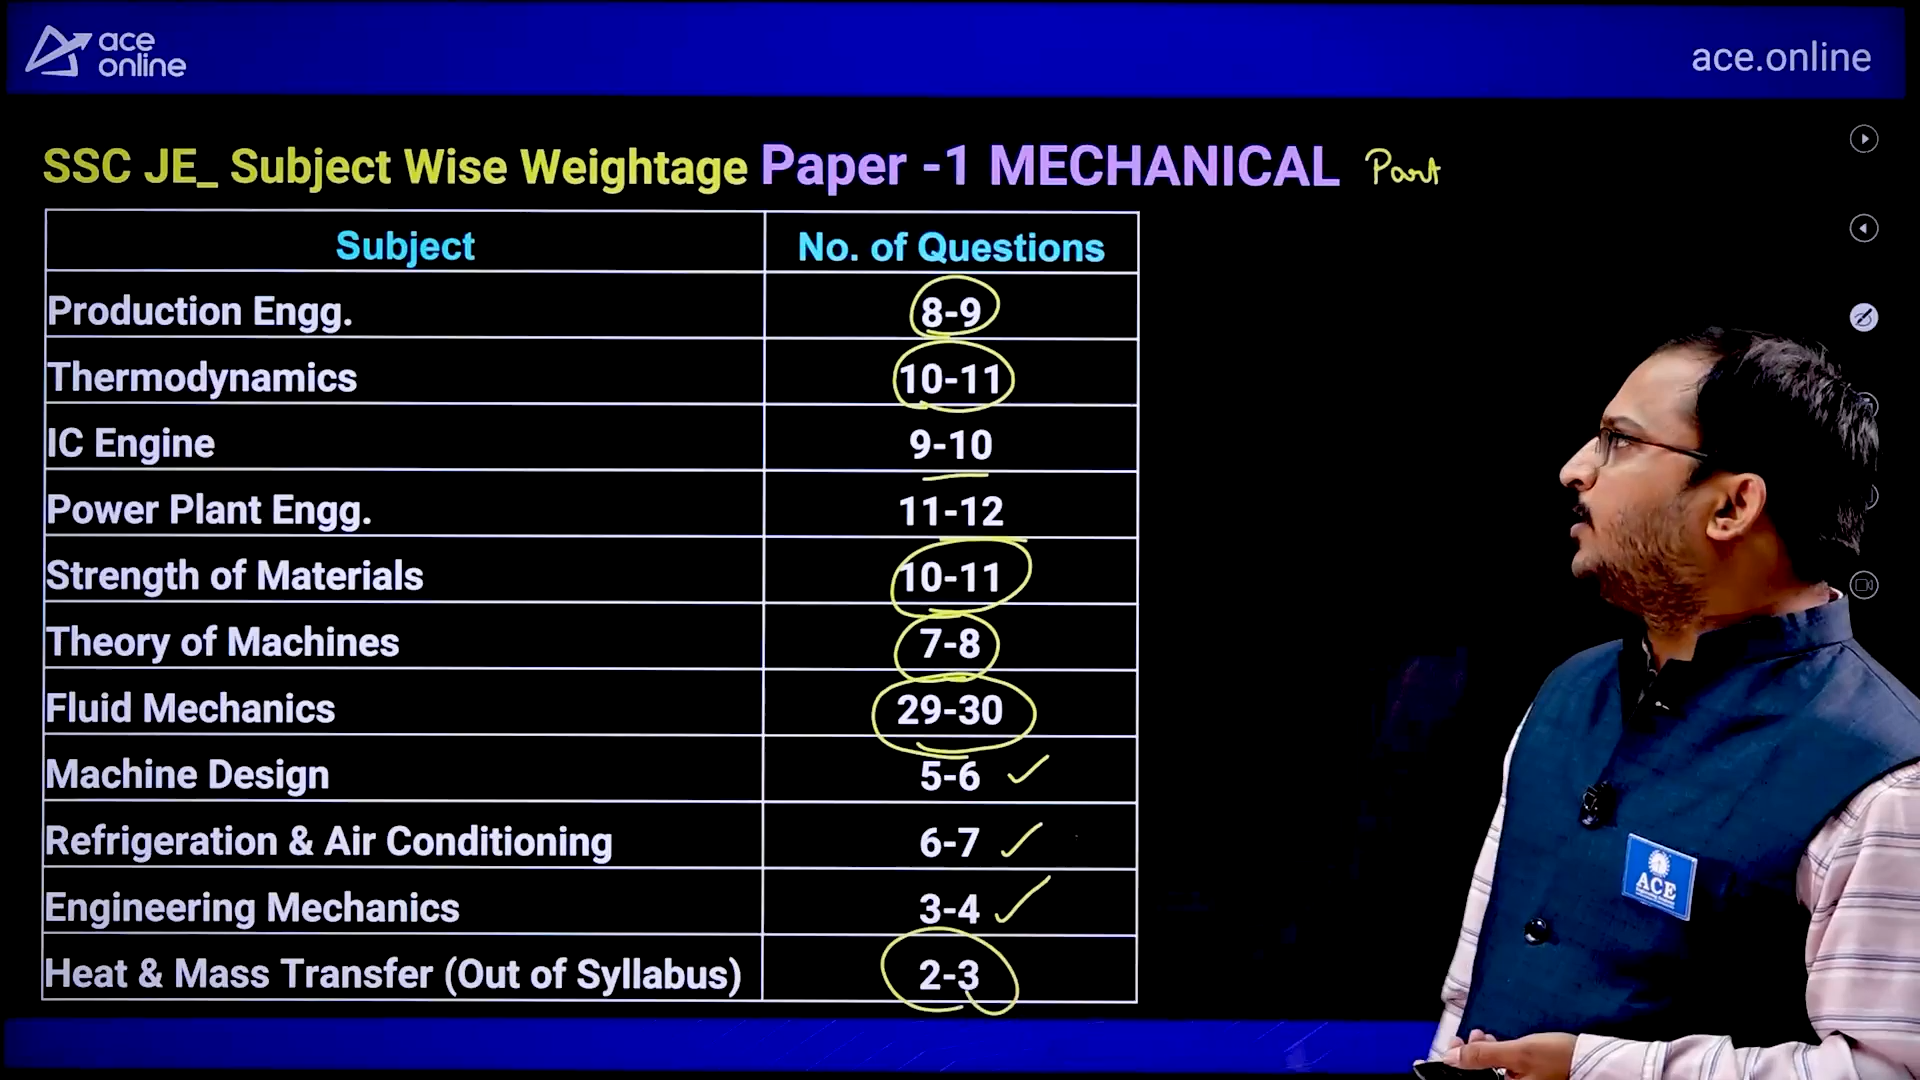 ace
online
ace.online
SSC JE_ Subject Wise Weightage Paper -1 MECHANICAL Part
Subject No. of Questions
Production Engg. 8-9
Thermodynamics 10-11
IC Engine 9-10
Power Plant Engg. 11-12
Strength of Materials 10-11
Theory of Machines 7-8
Fluid Mechanics 29-30
Machine Design 5-6
Refrigeration & Air Conditioning 6-7
Engineering Mechanics 3-4
Heat & Mass Transfer (Out of Syllabus) 2-3
ACE